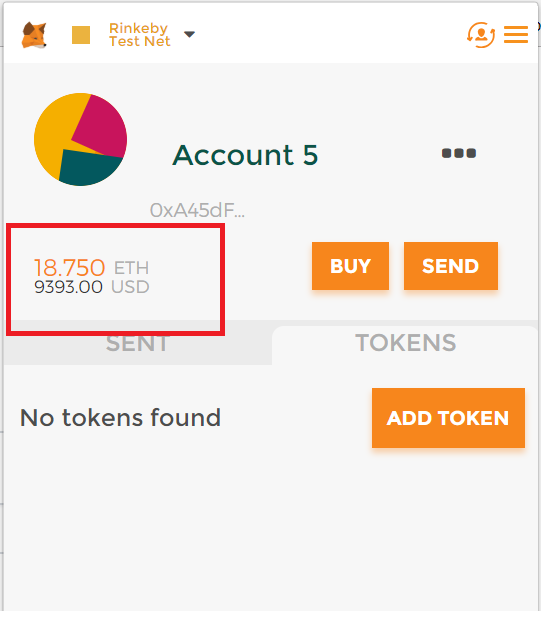 Rinkeby
Test Net
Account 5
0xA45dF...
18.750 ETH
9393.00 USD
BUY
SEND
SENT
TOKENS
No tokens found
ADD TOKEN